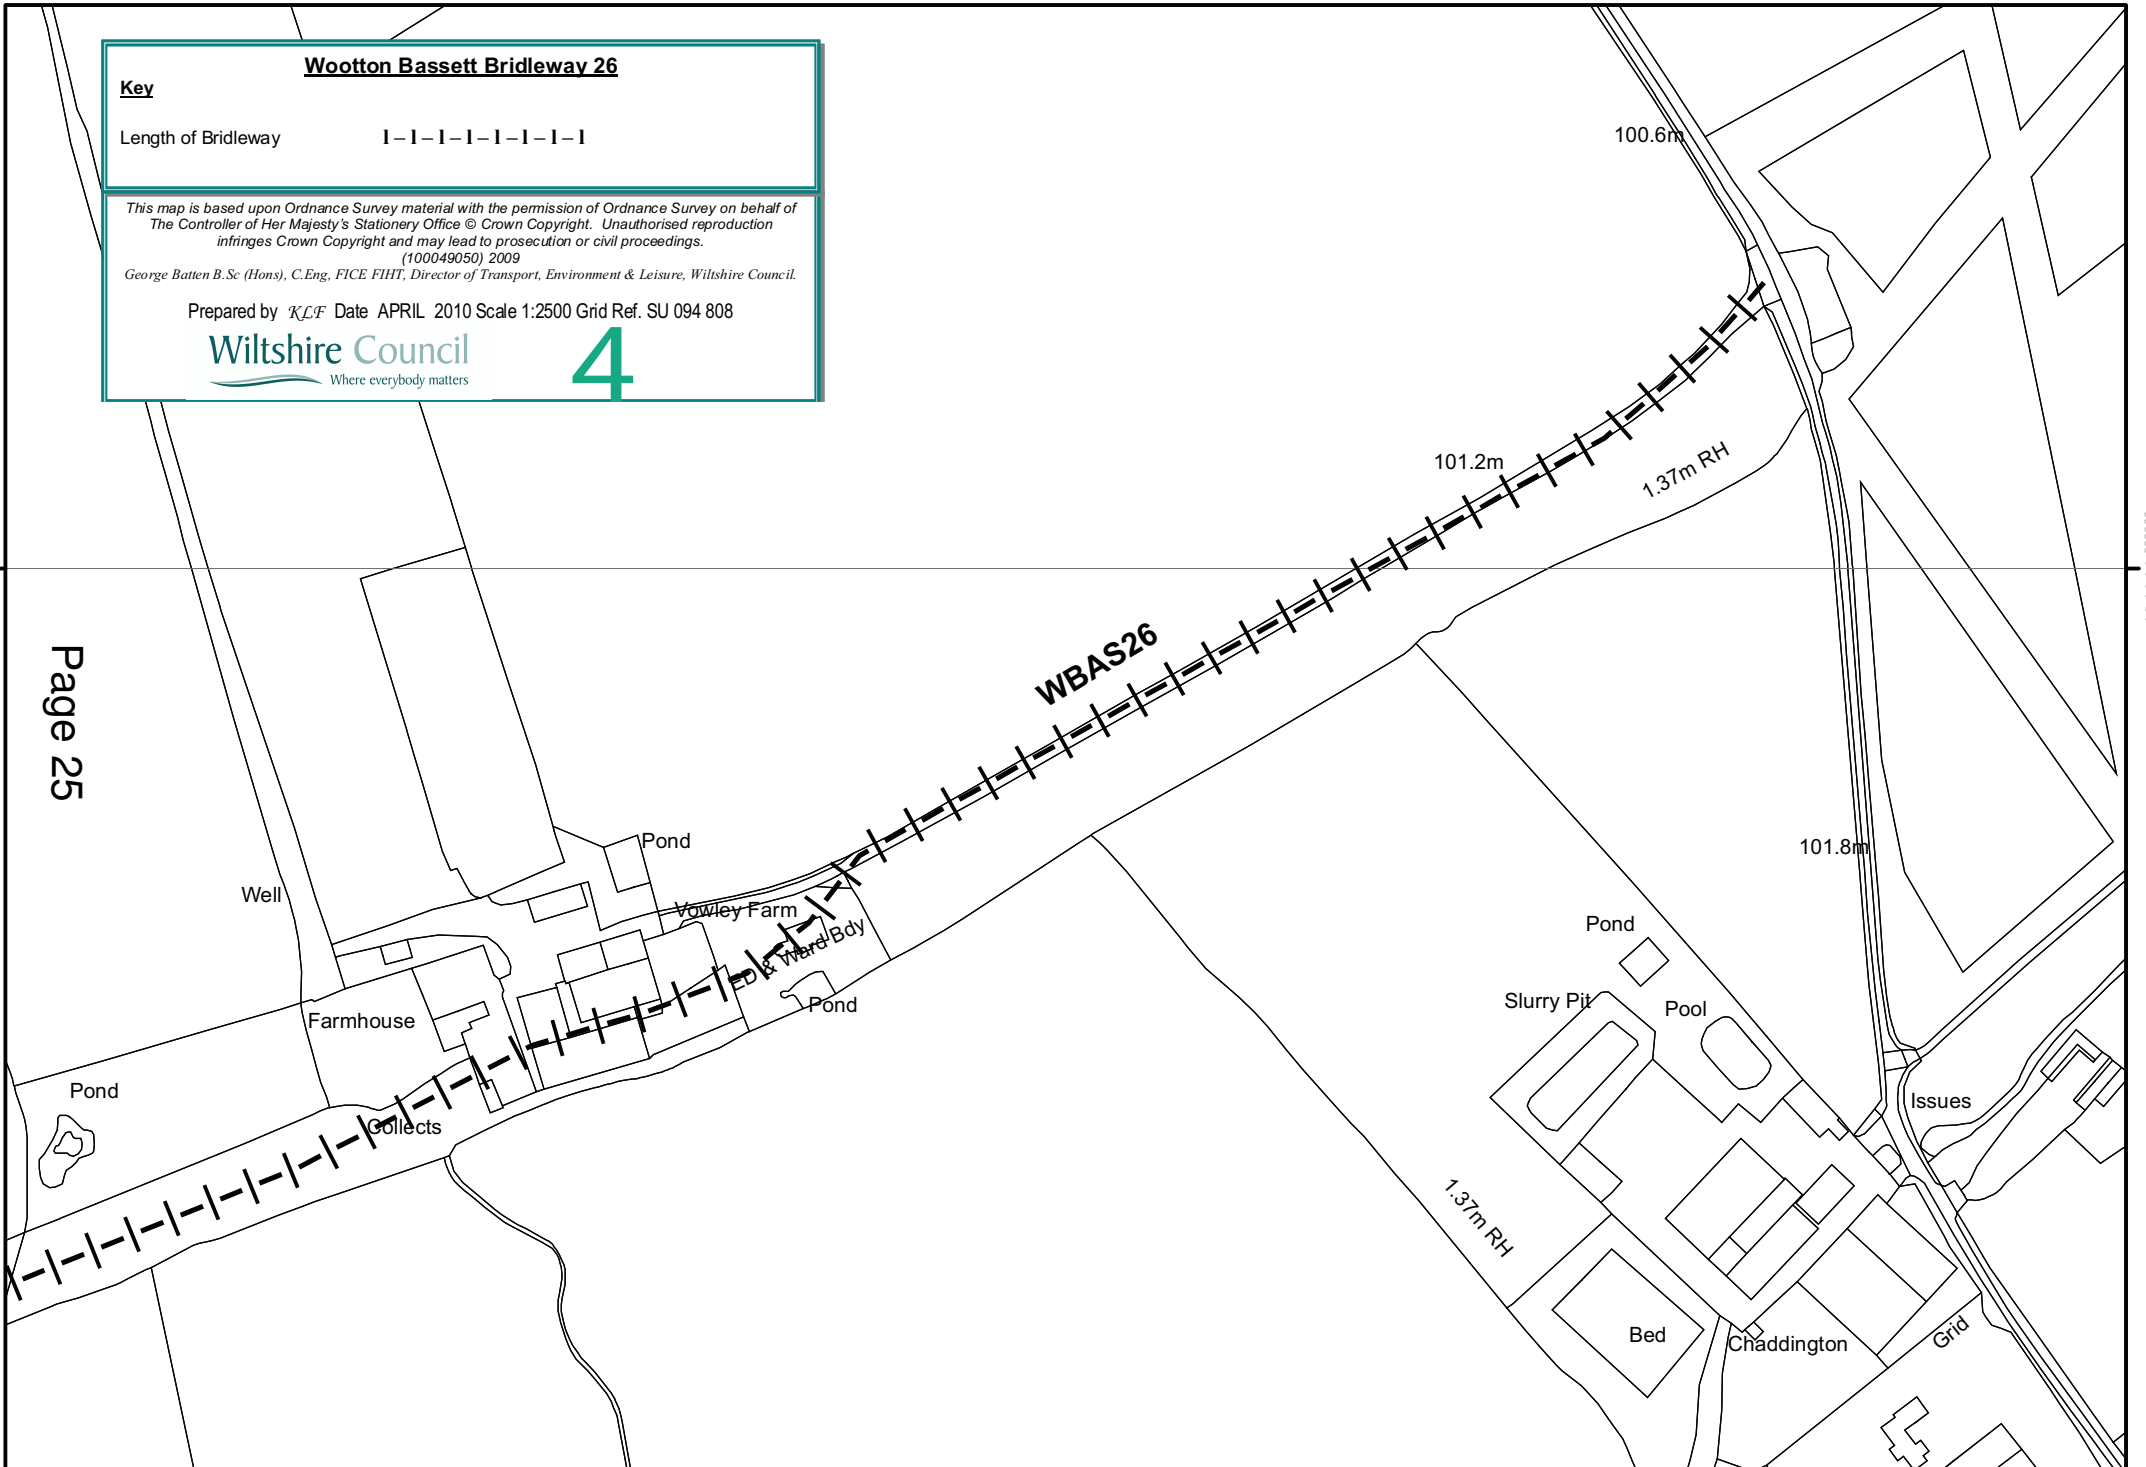 Wootton Bassett Bridleway 26
Key
Length of Bridleway l – l – l – l – l – l – l – l
This map is based upon Ordnance Survey material with the permission of Ordnance Survey on behalf of
The Controller of Her Majesty's Stationery Office © Crown Copyright. Unauthorised reproduction
infringes Crown Copyright and may lead to prosecution or civil proceedings.
(100049050) 2009
George Batten B.Sc (Hons), C.Eng, FICE FIHT, Director of Transport, Environment & Leisure, Wiltshire Council.
Prepared by KLF Date APRIL 2010 Scale 1:2500 Grid Ref. SU 094 808
Wiltshire Council
Where everybody matters
4
100.6m
101.2m
1.37m RH
WBAS26
Page 25
Pond
Well
Vowley Farm
ED & Ward Bdy
Pond
Farmhouse
Pond
Collects
101.8m
Pond
Slurry Pit
Pool
Issues
1.37m RH
Bed
Chaddington
Grid